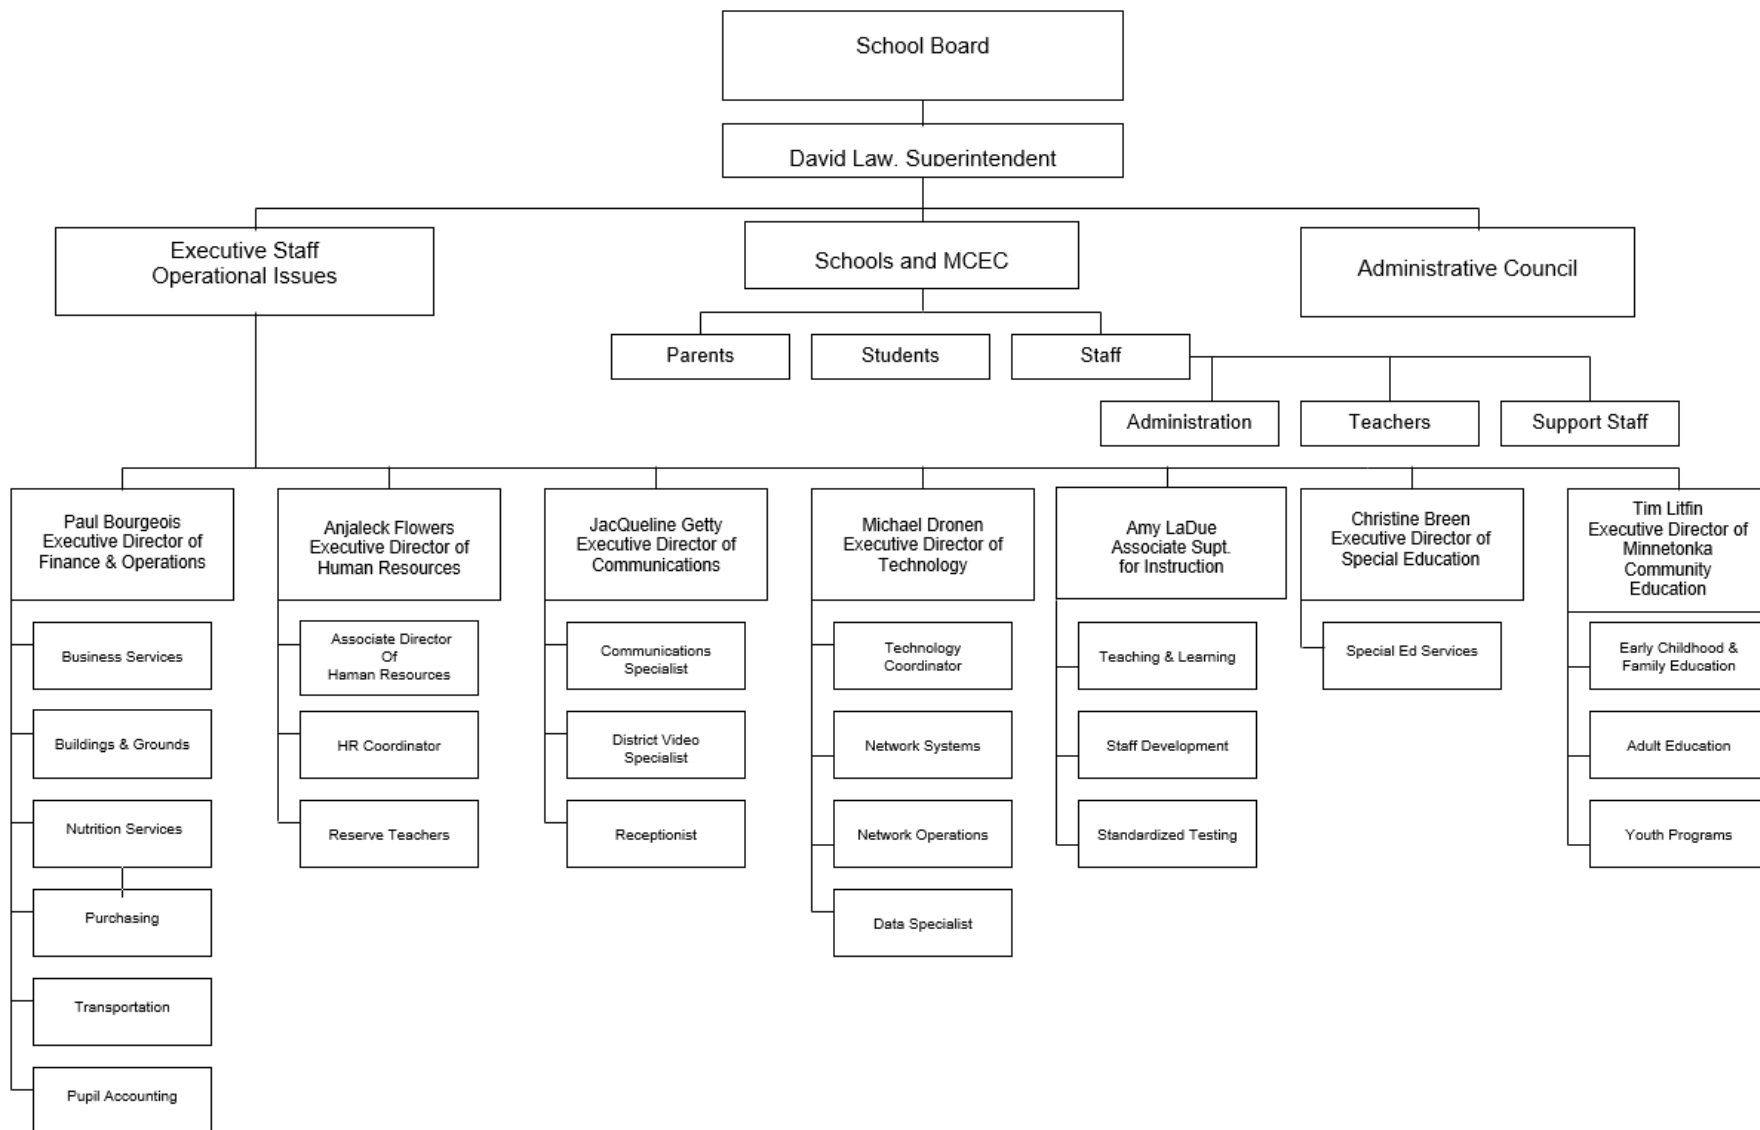 School Board
David Law, Superintendent
Executive Staff
Operational Issues
Schools and MCEC
Administrative Council
Parents
Students
Staff
Administration
Teachers
Support Staff
Paul Bourgeois
Executive Director of
Finance & Operations
Anjaleck Flowers
Executive Director of
Human Resources
JacQueline Getty
Executive Director of
Communications
Michael Dronen
Executive Director of
Technology
Amy LaDue
Associate Supt.
for Instruction
Christine Breen
Executive Director of
Special Education
Tim Litfin
Executive Director of
Minnetonka
Community
Education
Business Services
Buildings & Grounds
Nutrition Services
Purchasing
Transportation
Pupil Accounting
Associate Director
Of
Haman Resources
HR Coordinator
Reserve Teachers
Communications
Specialist
District Video
Specialist
Receptionist
Technology
Coordinator
Network Systems
Network Operations
Data Specialist
Teaching & Learning
Staff Development
Standardized Testing
Special Ed Services
Early Childhood &
Family Education
Adult Education
Youth Programs